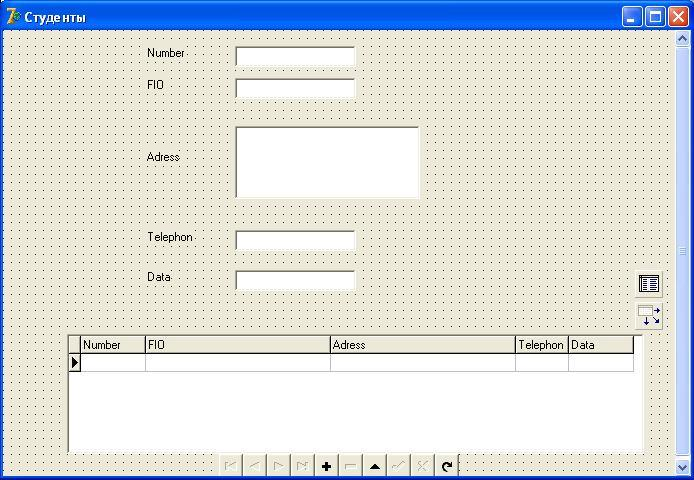 Студенты
Number
FIO
Adress
Telephon
Data
Number FIO Adress Telephon Data